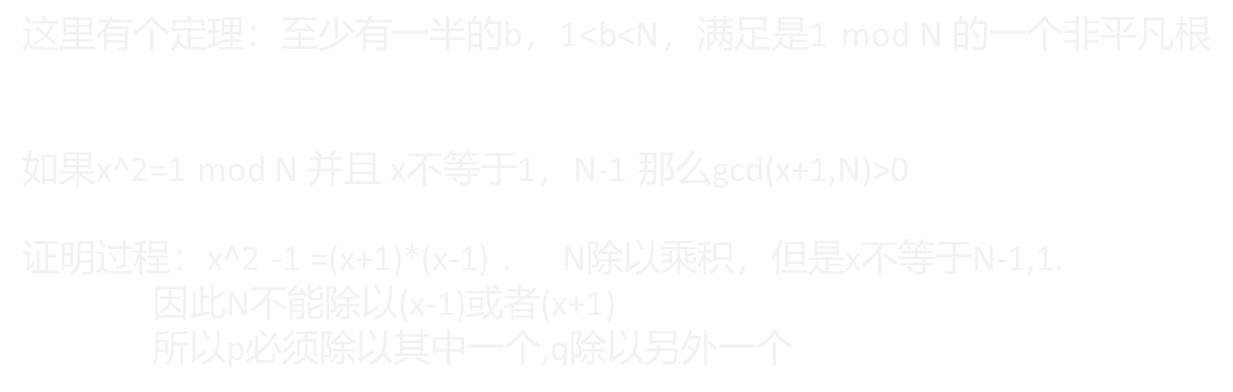 这里有个定理：至少有一半的b，1<b<N，满足是1 mod N 的一个非平凡根
如果x^2=1 mod N 并且 x不等于1，N-1 那么gcd(x+1,N)>0
证明过程：x^2 -1 =(x+1)*(x-1) . N除以乘积，但是x不等于N-1,1.
因此N不能除以(x-1)或者(x+1)
所以p必须除以其中一个,q除以另外一个